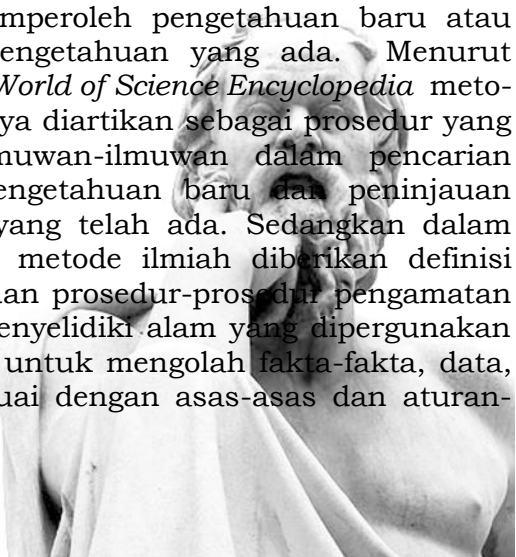 mperoleh pengetahuan baru atau
engetahuan yang ada. Menurut
World of Science Encyclopedia meto-
ya diartikan sebagai prosedur yang
muwan-ilmuwan dalam pencarian
engetahuan baru dan peninjauan
yang telah ada. Sedangkan dalam
metode ilmiah diberikan definisi
an prosedur-prosedur pengamatan
enyelidiki alam yang dipergunakan
untuk mengolah fakta-fakta, data,
uai dengan asas-asas dan aturan-